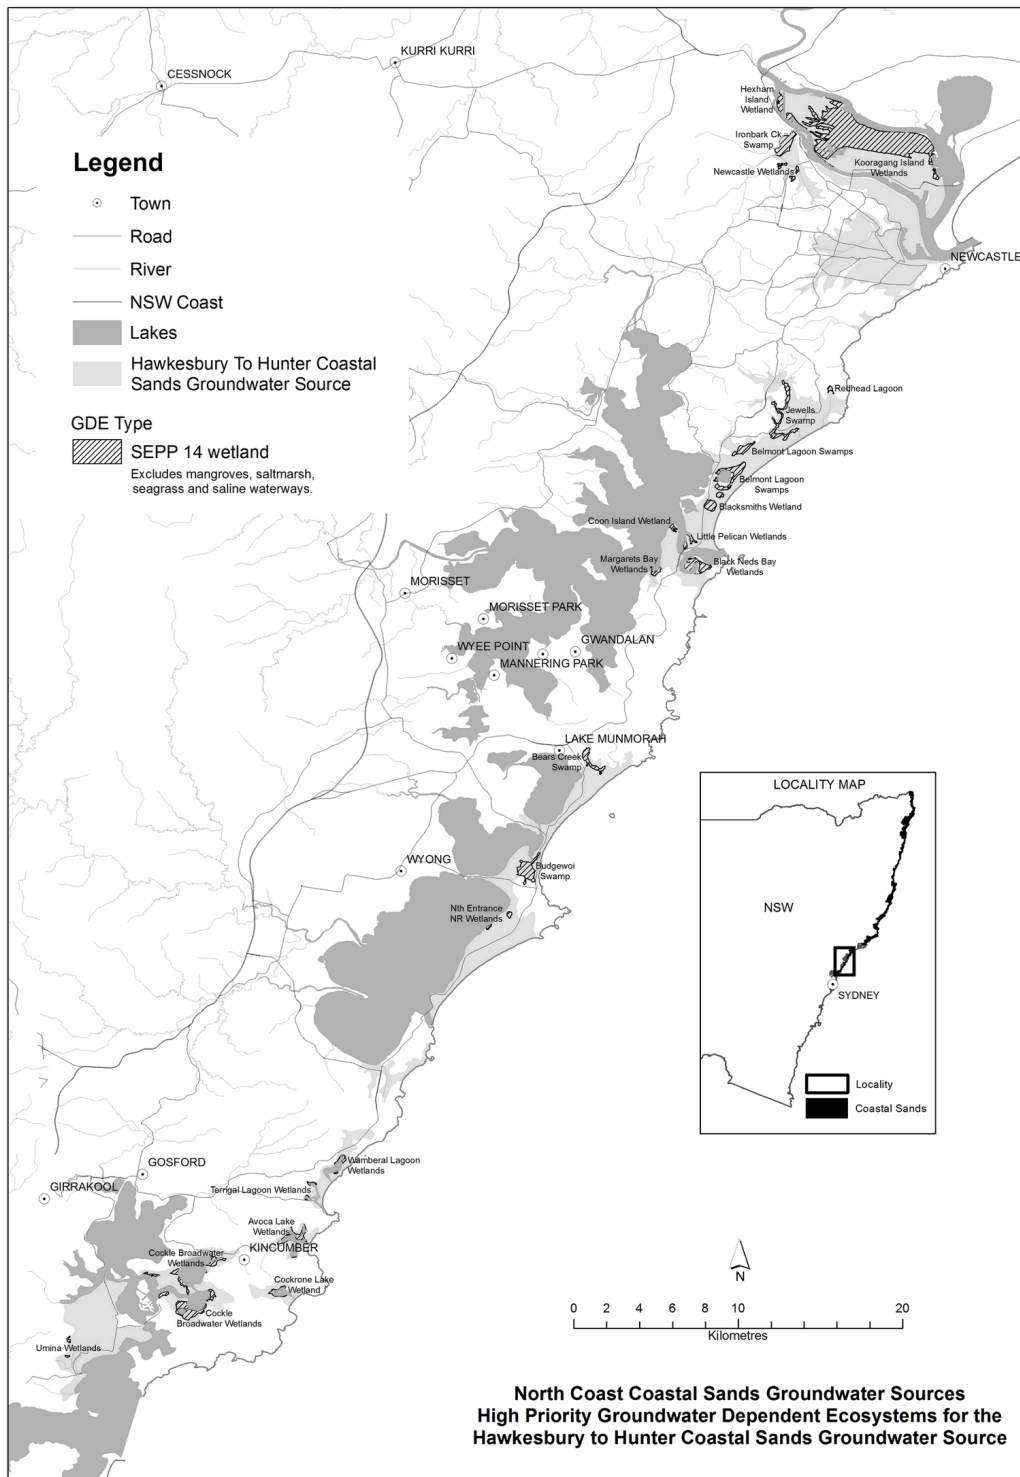 KURRI KURRI
CESSNOCK
Hexham
Island
Wetland
Ironbark Ck
Swamp
Kooragang Island
Wetlands
Newcastle Wetlands
NEWCASTLE
Legend
Town
Road
River
NSW Coast
Lakes
Hawkesbury To Hunter Coastal
Sands Groundwater Source
GDE Type
SEPP 14 wetland
Excludes mangroves, saltmarsh,
seagrass and saline waterways.
Redhead Lagoon
Jewells
Swamp
Belmont Lagoon Swamps
Belmont Lagoon
Swamps
Blacksmiths Wetland
Coon Island Wetland
Little Pelican Wetlands
Margarets Bay
Wetlands
Black Neds Bay
Wetlands
MORISSET
MORISSET PARK
WYEE POINT
GWANDALAN
MANNERING PARK
LAKE MUNMORAH
Bears Creek
Swamp
WYONG
Budgewoi
Swamp
Nth Entrance
NR Wetlands
LOCALITY MAP
NSW
SYDNEY
Locality
Coastal Sands
Wamberal Lagoon
Wetlands
GOSFORD
GIRRAKOOL
Terrigal Lagoon Wetlands
Avoca Lake
Wetlands
KINCUMBER
Cockle Broadwater
Wetlands
Cockrone Lake
Wetland
Cockle
Broadwater Wetlands
Umina Wetlands
N
0 2 4 6 8 10 20
Kilometres
North Coast Coastal Sands Groundwater Sources
High Priority Groundwater Dependent Ecosystems for the
Hawkesbury to Hunter Coastal Sands Groundwater Source